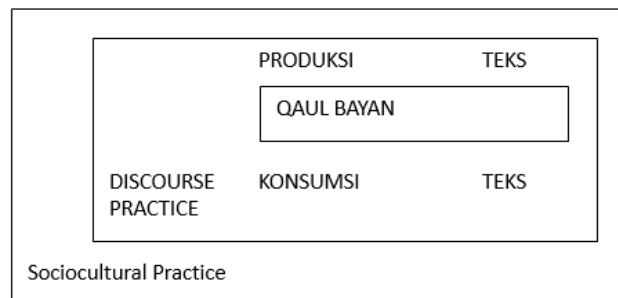 PRODUKSI TEKS
QAUL BAYAN
DISCOURSE KONSUMSI TEKS
PRACTICE
Sociocultural Practice